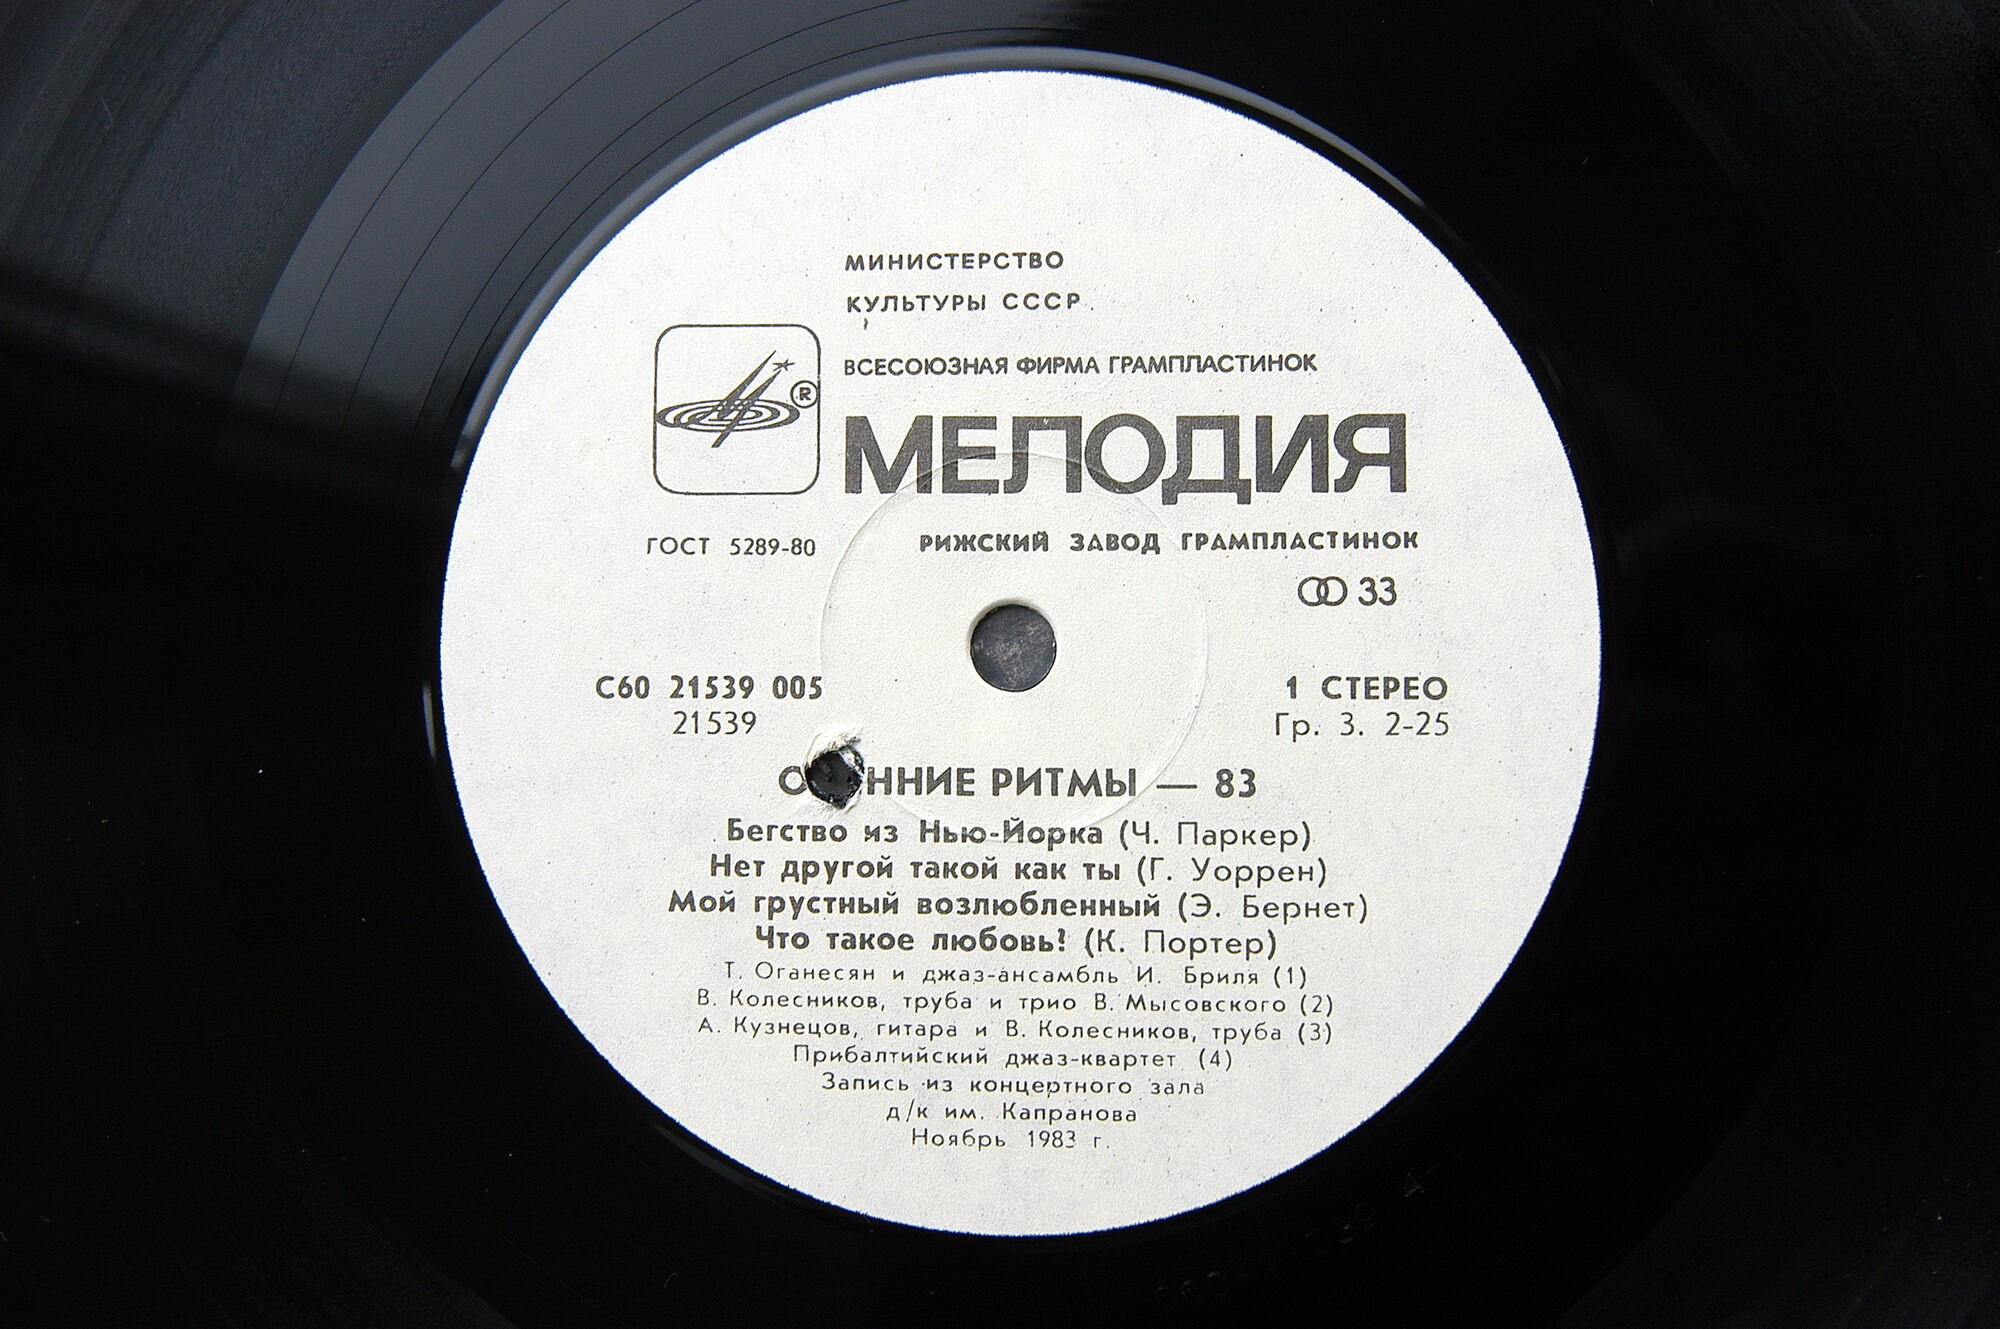 МИНИСТЕРСТВО
КУЛЬТУРЫ СССР
ВСЕСОЮЗНАЯ ФИРМА ГРАМПЛАСТИНОК
®
МЕЛОДИЯ
ГОСТ 5289-80
РИЖСКИЙ ЗАВОД ГРАМПЛАСТИНОК
33
С60 21539 005
1 СТЕРЕО
21539
Гр. 3. 2-25
РИТМЫ — 83
Бегство из Нью-Йорка (Ч. Паркер)
Нет другой такой как ты (Г. Уоррен)
Мой грустный возлюбленный (Э. Бернет)
Что такое любовь? (К. Портер)
Т. Оганесян и джаз-ансамбль И. Бриля (1)
В. Колесников, труба и трио В. Мысовского (2)
А. Кузнецов, гитара и В. Колесников, труба (3)
Прибалтийский джаз-квартет (4)
Запись из концертного зала
д/к им. Капранова
Ноябрь 1983 г.